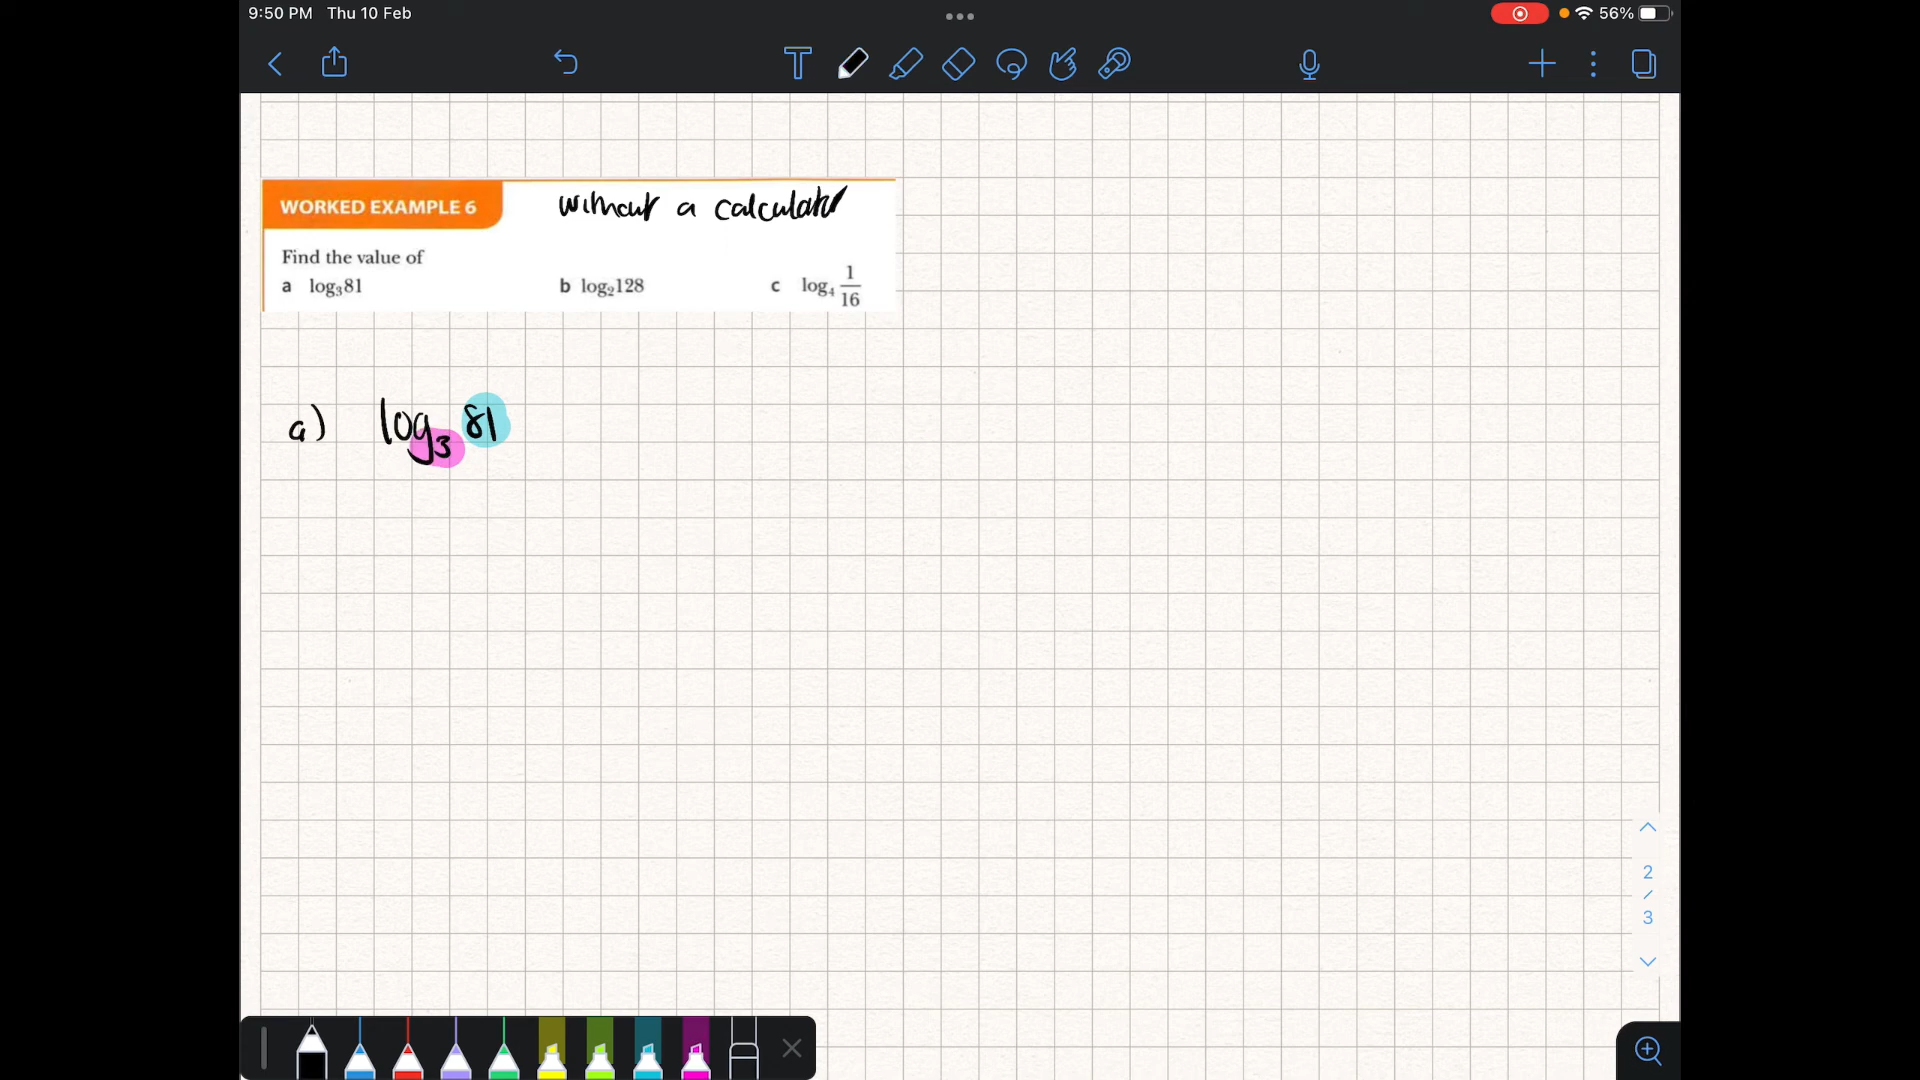 9:50 PM Thu 10 Feb
56%
WORKED EXAMPLE 6
without a calculator
Find the value of
a log₃81 b log₂128 c log₄ 1/16
a) log₃ 81
2
/
3